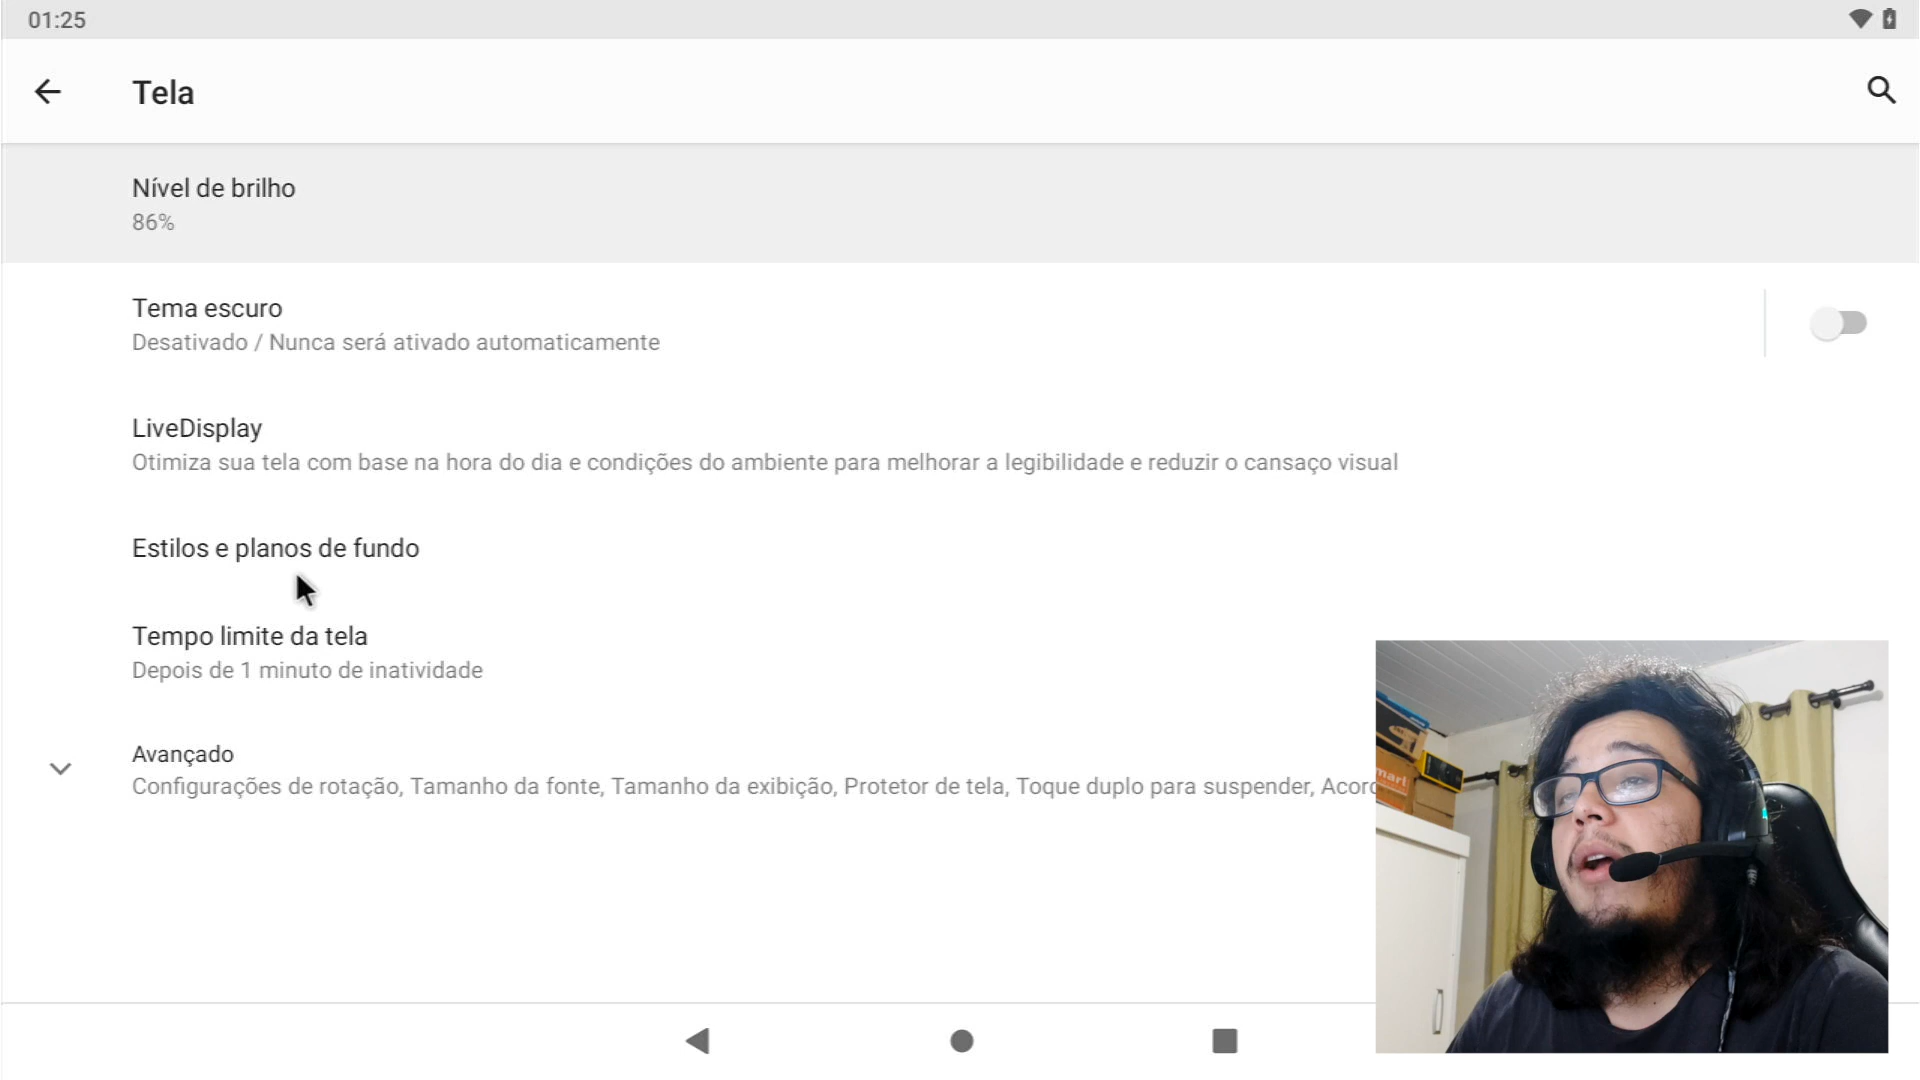 01:25
Tela
Nível de brilho
86%
Tema escuro
Desativado / Nunca será ativado automaticamente
LiveDisplay
Otimiza sua tela com base na hora do dia e condições do ambiente para melhorar a legibilidade e reduzir o cansaço visual
Estilos e planos de fundo
Tempo limite da tela
Depois de 1 minuto de inatividade
Avançado
Configurações de rotação, Tamanho da fonte, Tamanho da exibição, Protetor de tela, Toque duplo para suspender,